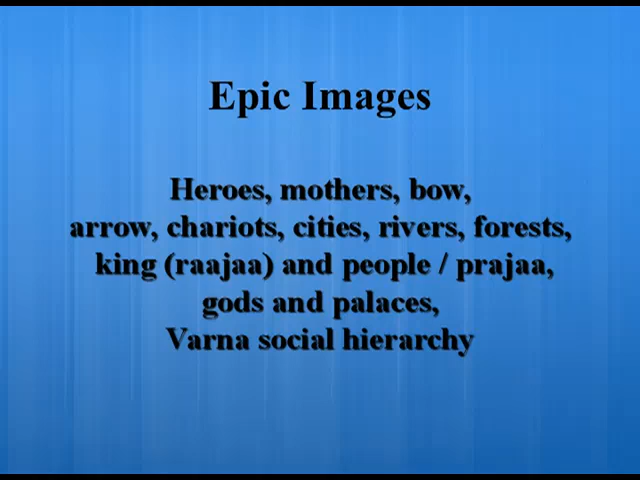 Epic Images
Heroes, mothers, bow,
arrow, chariots, cities, rivers, forests,
king (raajaa) and people / prajaa,
gods and palaces,
Varna social hierarchy